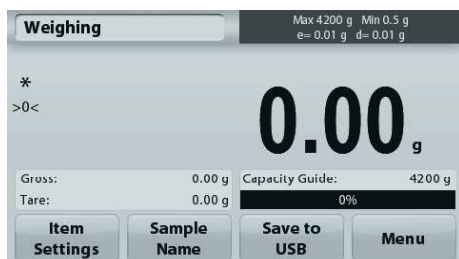 Weighing
Max 4200 g Min 0.5 g
e= 0.01 g d= 0.01 g
*
>0<
0.00 g
Gross: 0.00 g
Tare: 0.00 g
Capacity Guide: 4200 g
0%
Item Settings
Sample Name
Save to USB
Menu